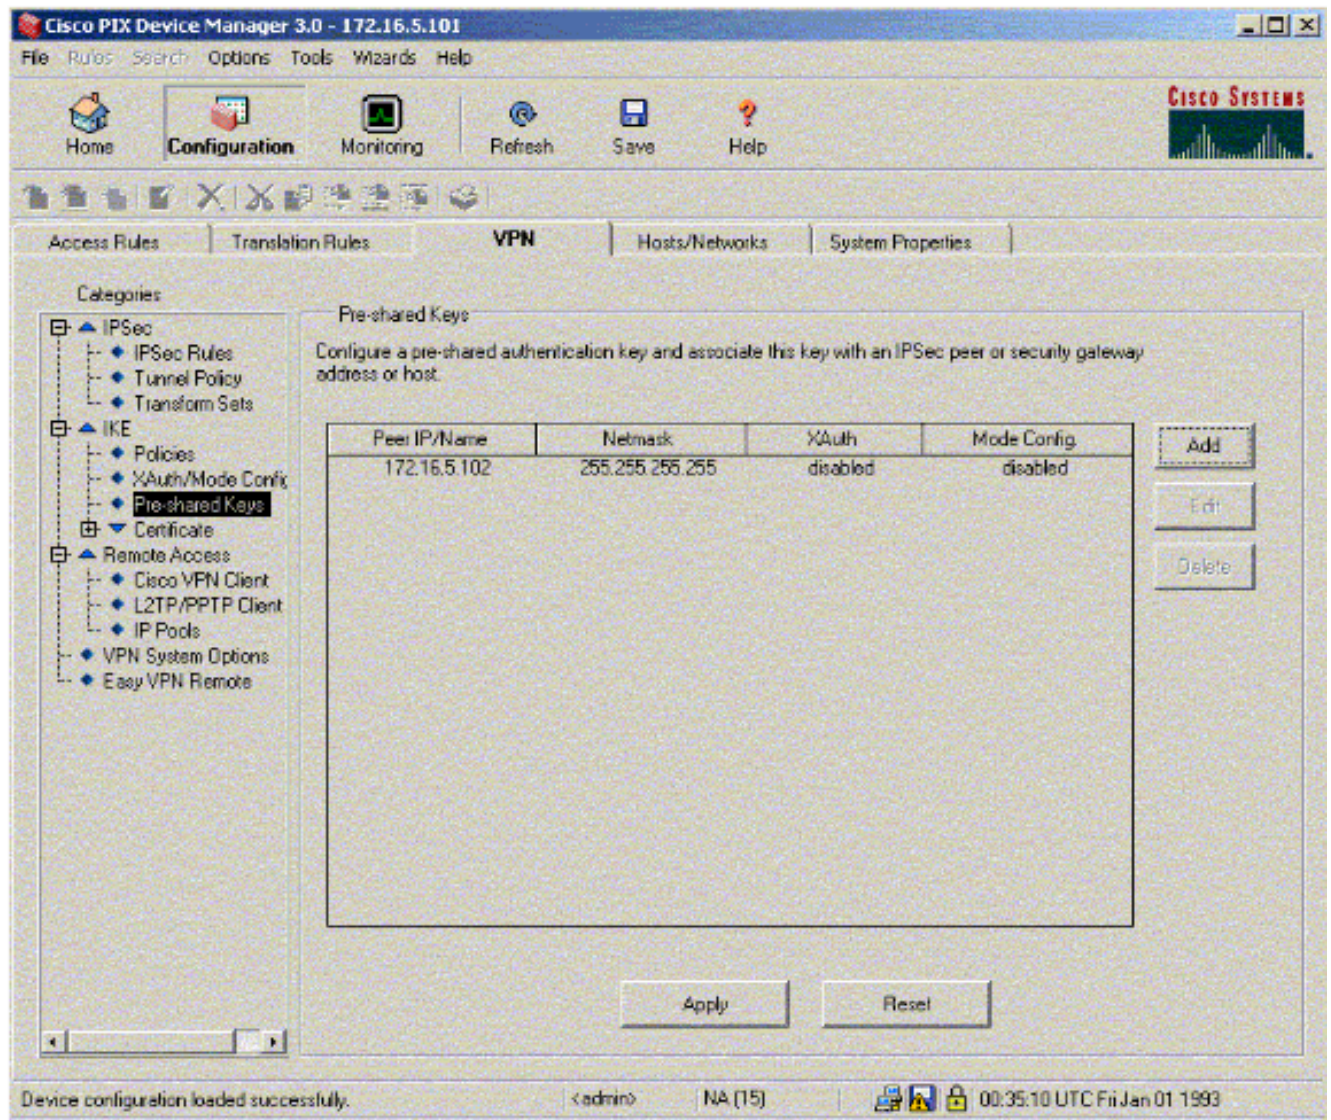 Cisco PIX Device Manager 3.0 - 172.16.5.101
File Rules Search Options Tools Wizards Help
Home Configuration Monitoring Refresh Save Help
CISCO SYSTEMS
Access Rules Translation Rules VPN Hosts/Networks System Properties
Categories
IPSec
IPSec Rules
Tunnel Policy
Transform Sets
IKE
Policies
XAuth/Mode Config
Pre-shared Keys
Certificate
Remote Access
Cisco VPN Client
L2TP/PPTP Client
IP Pools
VPN System Options
Easy VPN Remote
Pre-shared Keys
Configure a pre-shared authentication key and associate this key with an IPSec peer or security gateway
address or host.
Peer IP/Name Netmask XAuth Mode Config.
172.16.5.102 255.255.255.255 disabled disabled
Add
Edit
Delete
Apply Reset
Device configuration loaded successfully. <admin> NA (15) 00:35:10 UTC Fri Jan 01 1993